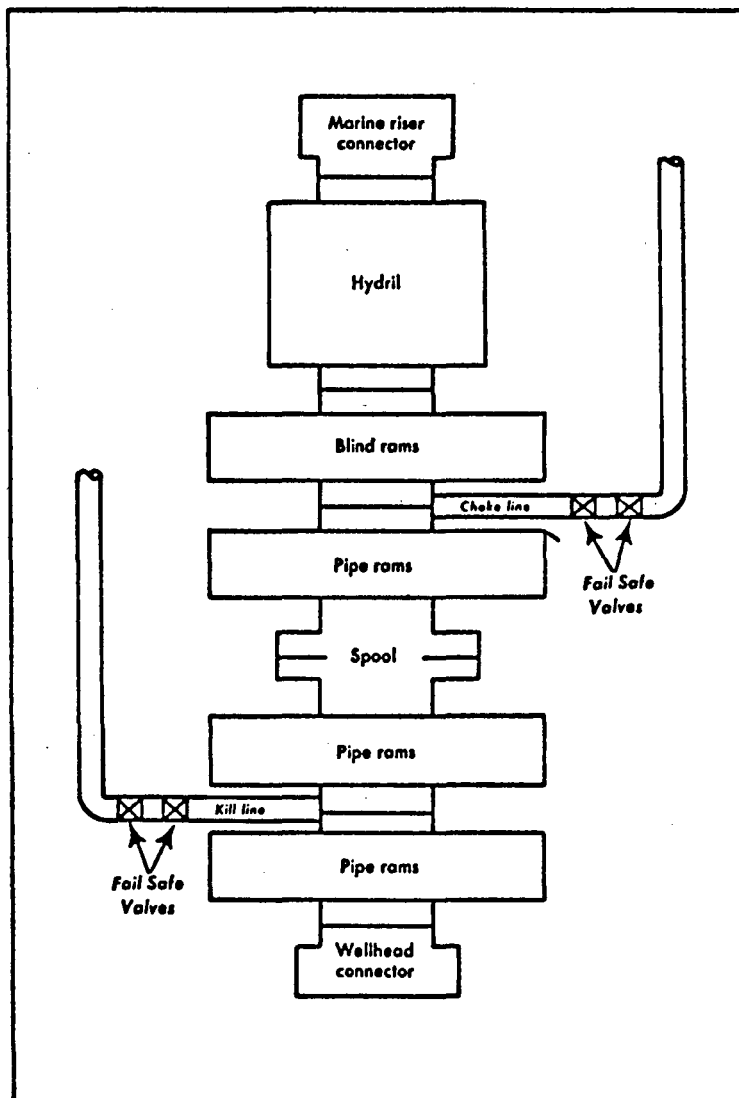 Marine riser
connector
Hydril
Blind rams
Choke line
Pipe rams
Fail Safe
Valves
Spool
Pipe rams
Kill line
Fail Safe
Valves
Pipe rams
Wellhead
connector